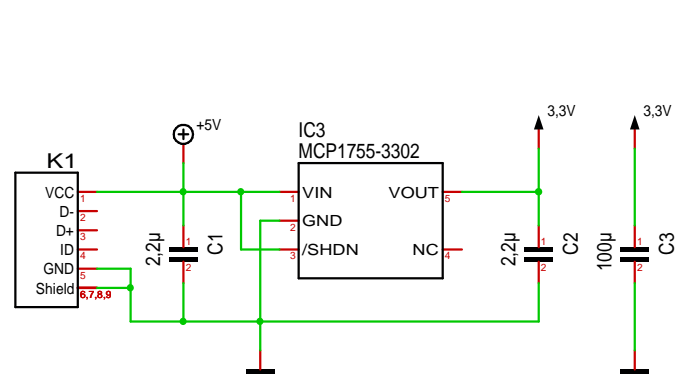 3,3V
3,3V
+5V
IC3
MCP1755-3302
K1
VCC
1
D-
2
D+
3
ID
4
GND
5
Shield
6,7,8,9
2,2µ
1
2
C1
1
VIN
2
GND
3
/SHDN
VOUT
5
NC
4
2,2µ
1
2
C2
100µ
1
2
C3